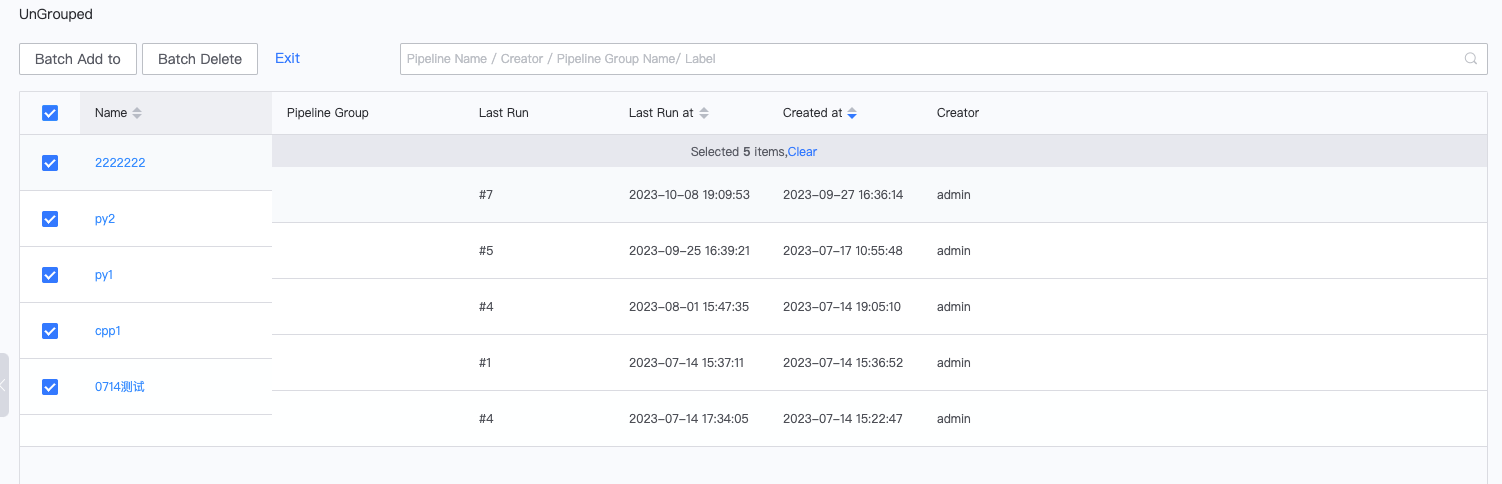 UnGrouped
Batch Add to Batch Delete Exit Pipeline Name / Creator / Pipeline Group Name/ Label
Name Pipeline Group Last Run Last Run at Created at Creator
Selected 5 items,Clear
2222222 #7 2023-10-08 19:09:53 2023-09-27 16:36:14 admin
py2 #5 2023-09-25 16:39:21 2023-07-17 10:55:48 admin
py1 #4 2023-08-01 15:47:35 2023-07-14 19:05:10 admin
cpp1 #1 2023-07-14 15:37:11 2023-07-14 15:36:52 admin
0714测试 #4 2023-07-14 17:34:05 2023-07-14 15:22:47 admin